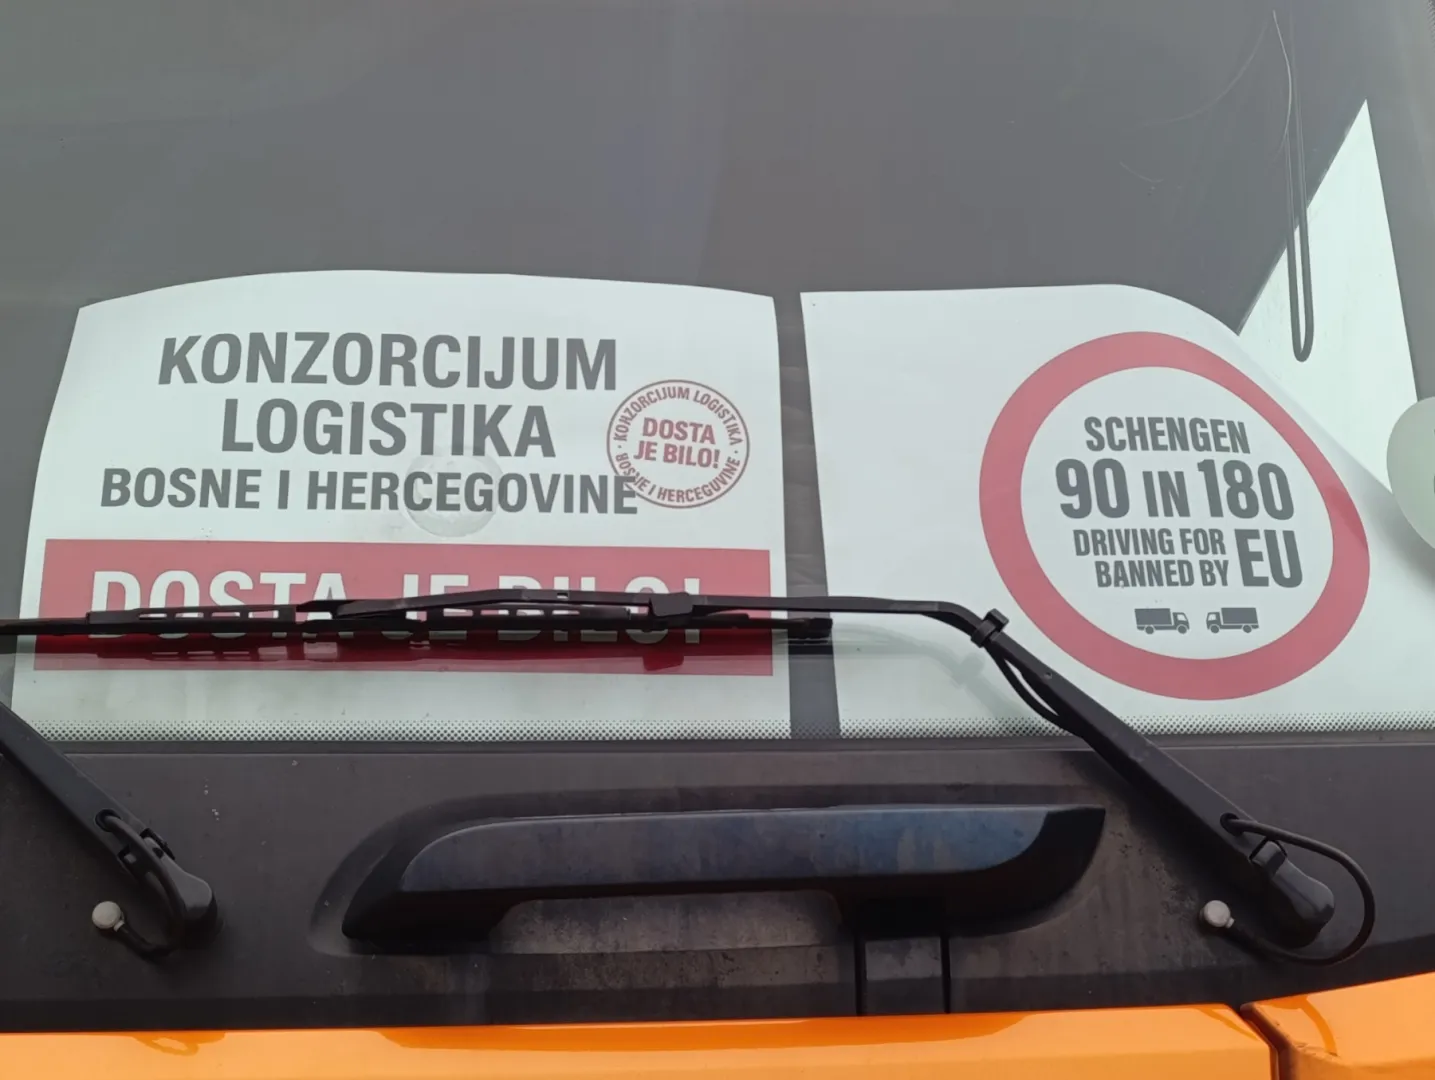 KONZORCIJUM
LOGISTIKA
BOSNE I HERCEGOVINE
KONZORCIJUM LOGISTIKA
DOSTA
JE BILO!
BOSNE I HERCEGUVINE
DOSTA JE BILO!
SCHENGEN
90 IN 180
DRIVING FOR
BANNED BY EU